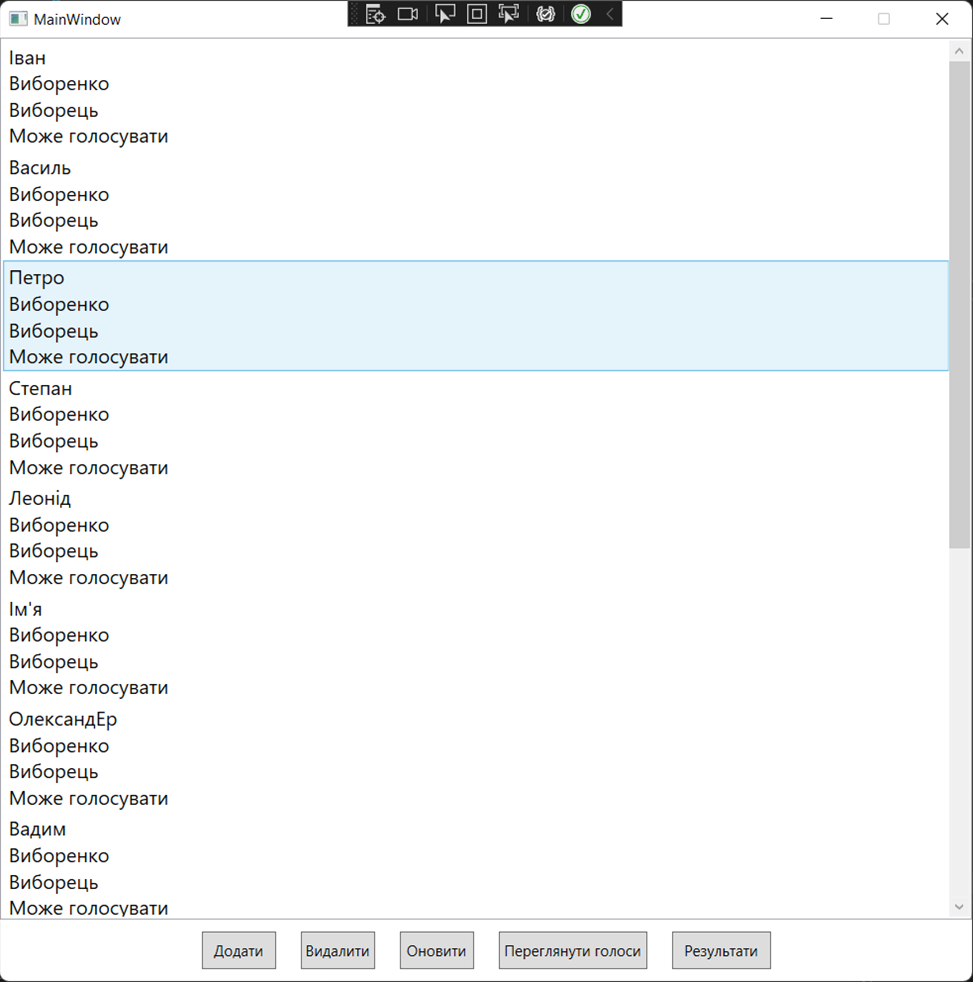 MainWindow
Іван
Виборенко
Виборець
Може голосувати
Василь
Виборенко
Виборець
Може голосувати
Петро
Виборенко
Виборець
Може голосувати
Степан
Виборенко
Виборець
Може голосувати
Леонід
Виборенко
Виборець
Може голосувати
Ім'я
Виборенко
Виборець
Може голосувати
ОлександЕр
Виборенко
Виборець
Може голосувати
Вадим
Виборенко
Виборець
Може голосувати
Додати Видалити Оновити Переглянути голоси Результати